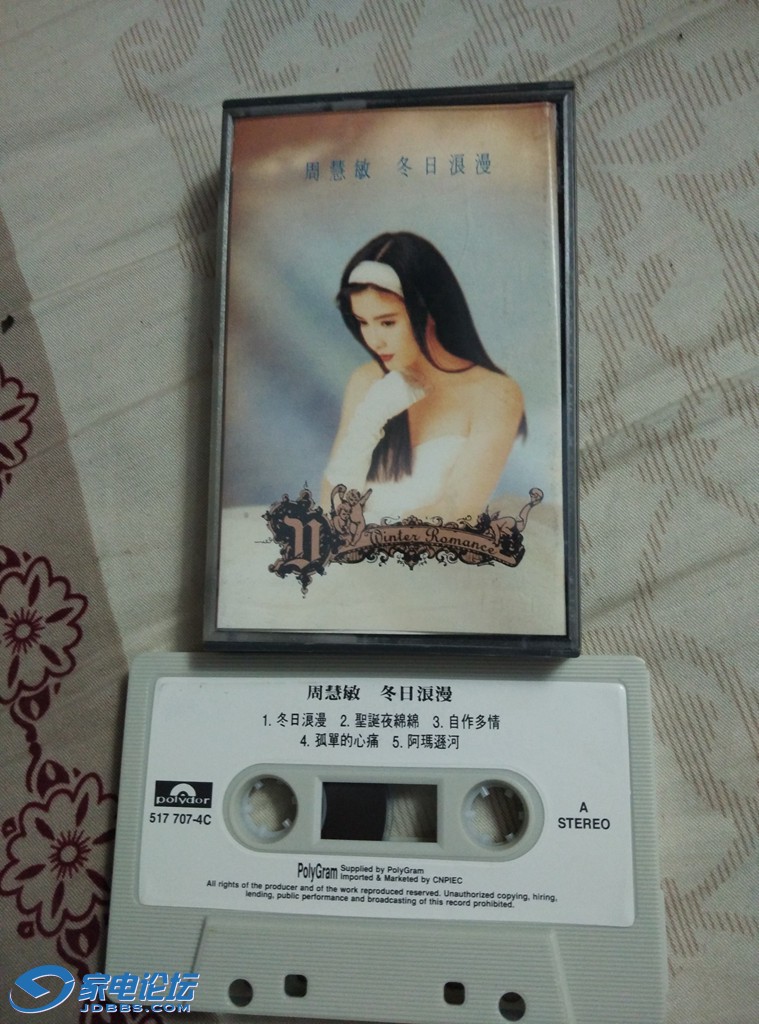 周慧敏 冬日浪漫
V
Winter Romance
周慧敏 冬日浪漫
1.冬日浪漫 2.聖誕夜綿綿 3.自作多情
4.孤單的心痛 5.阿瑪遜河
polydor
517 707-4C
A
STEREO
PolyGram Supplied by PolyGram
Imported & Marketed by CNPIEC
All rights of the producer and of the work reproduced reserved. Unauthorized copying, hiring,
lending, public performance and broadcasting of this record prohibited.
家电论坛
JDBBS.COM